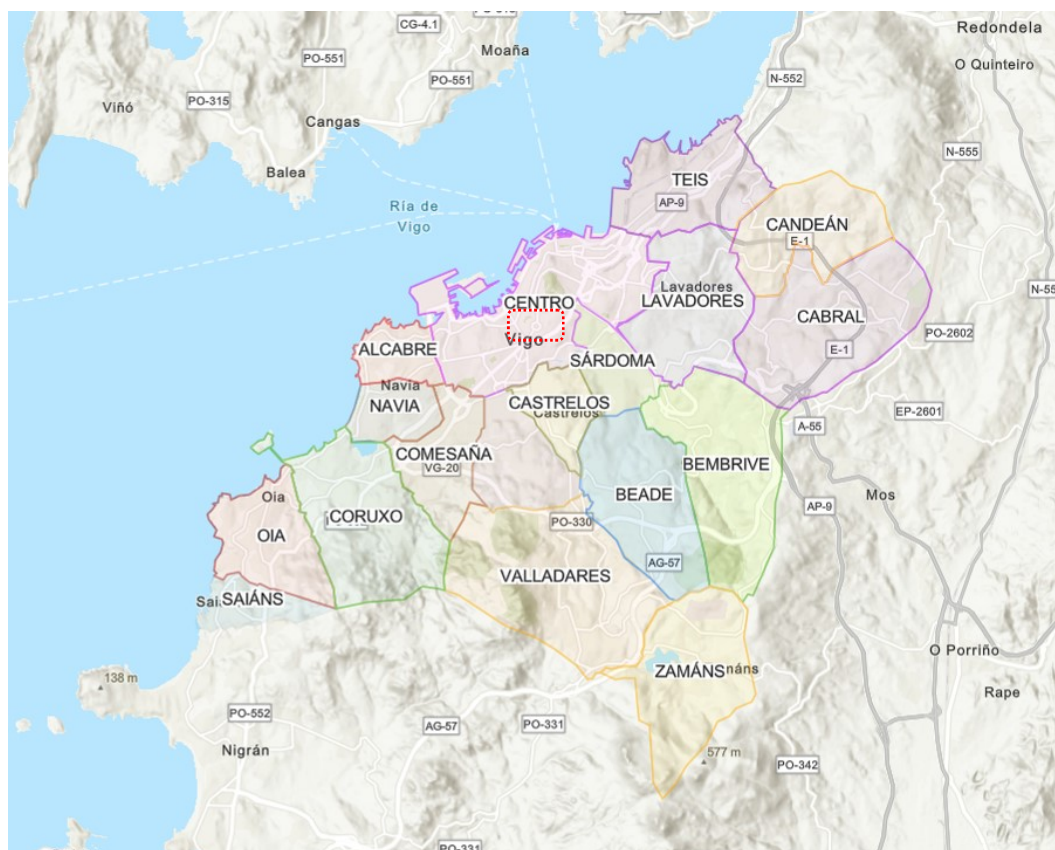 CG-4.1
Redondela
Moaña
PO-551
O Quinteiro
N-552
PO-551
Viñó
PO-315
Cangas
N-555
Balea
TEIS
Ría de
Vigo
AP-9
CANDEÁN
E-1
Lavadores
LAVADORES
CENTRO
CABRAL
PO-2602
Vigo
ALCABRE
E-1
SÁRDOMA
Navia
NAVIA
CASTRELOS
Castrelos
EP-2601
A-55
COMESAÑA
VG-20
BEMBRIVE
BEADE
Oia
Mos
AP-9
CORUXO
PO-330
OIA
AG-57
VALLADARES
SAIÁNS
O Porriño
ZAMÁNS
138 m
Rape
PO-552
AG-57
PO-331
Nigrán
577 m
PO-342
PO-331